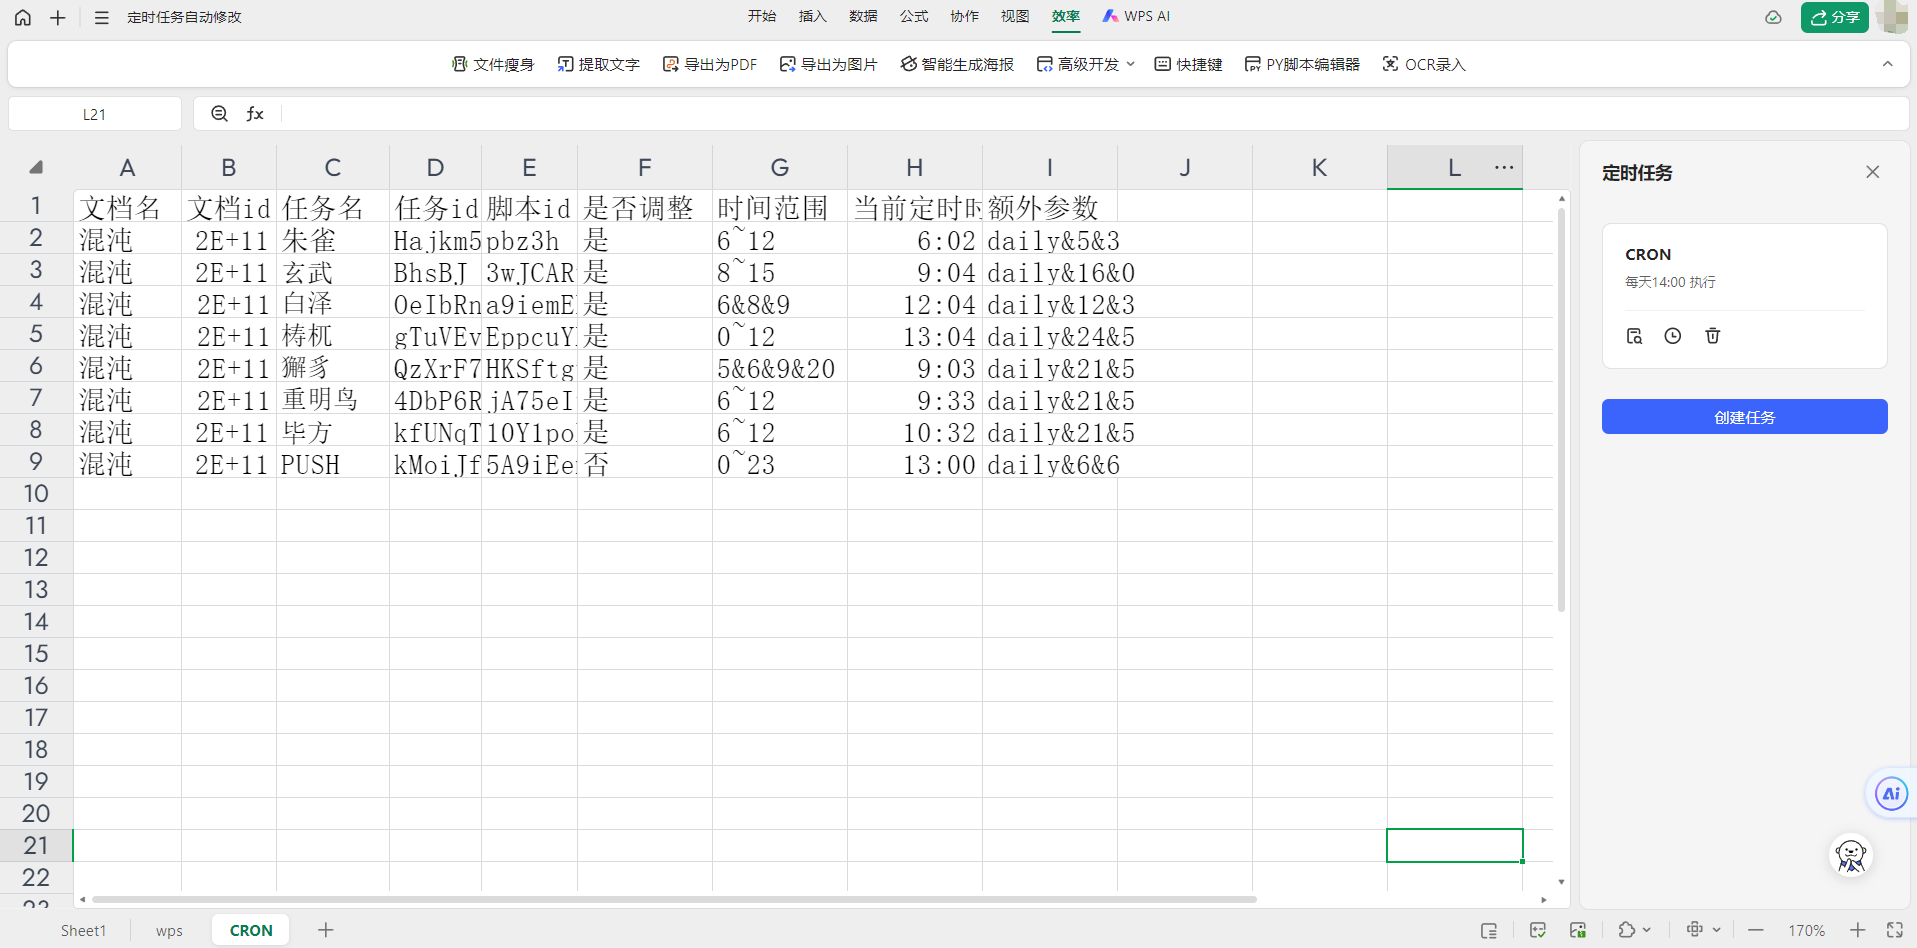 定时任务自动修改
开始 插入 数据 公式 协作 视图 效率 WPS AI
分享
文件瘦身 提取文字 导出为PDF 导出为图片 智能生成海报 高级开发 快捷键 PY脚本编辑器 OCR录入
L21 fx
A B C D E F G H I J K L ···
1 文档名 文档id 任务名 任务id 脚本id 是否调整 时间范围 当前定时时 额外参数
2 混沌 2E+11 朱雀 Hajkm5 pbz3h 是 6~12 6:02 daily&5&3
3 混沌 2E+11 玄武 BhsBJ 3wJCAR 是 8~15 9:04 daily&16&0
4 混沌 2E+11 白泽 OeIbRn a9iemE 是 6&8&9 12:04 daily&12&3
5 混沌 2E+11 梼杌 gTuVEv EppcuY 是 0~12 13:04 daily&24&5
6 混沌 2E+11 獬豸 QzXrF7 HKSftg 是 5&6&9&20 9:03 daily&21&5
7 混沌 2E+11 重明鸟 4DbP6R jA75eI 是 6~12 9:33 daily&21&5
8 混沌 2E+11 毕方 kfUNqT 10Y1po 是 6~12 10:32 daily&21&5
9 混沌 2E+11 PUSH kMoiJf 5A9iEe 否 0~23 13:00 daily&6&6
10
11
12
13
14
15
16
17
18
19
20
21
22
23
定时任务
CRON
每天14:00 执行
创建任务
Ai
Sheet1 wps CRON
170%